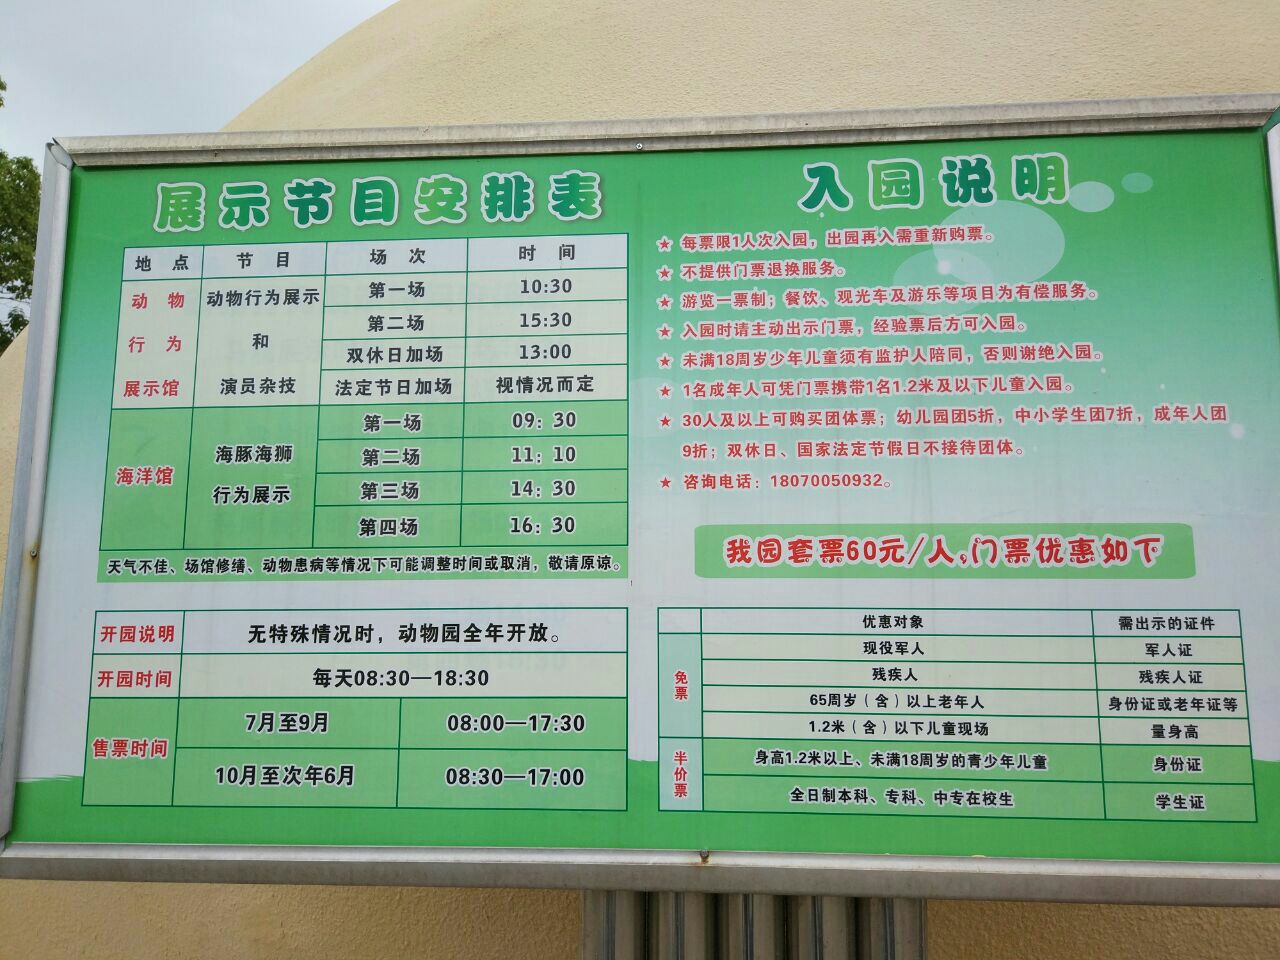 展示节目安排表
地 点 节 目 场 次 时 间
动 物 行 为 展示馆 动物行为展示 和 演员杂技 第一场 10:30
第二场 15:30
双休日加场 13:00
法定节日加场 视情况而定
海洋馆 海豚海狮 行为展示 第一场 09：30
第二场 11：10
第三场 14：30
第四场 16：30
天气不佳、场馆修缮、动物患病等情况下可能调整时间或取消，敬请原谅。
开园说明 无特殊情况时，动物园全年开放。
开园时间 每天08:30—18:30
售票时间 7月至9月 08:00—17:30
10月至次年6月 08:30—17:00
入园说明
★ 每票限1人次入园，出园再入需重新购票。
★ 不提供门票退换服务。
★ 游览一票制；餐饮、观光车及游乐等项目为有偿服务。
★ 入园时请主动出示门票，经验票后方可入园。
★ 未满18周岁少年儿童须有监护人陪同，否则谢绝入园。
★ 1名成年人可凭门票携带1名1.2米及以下儿童入园。
★ 30人及以上可购买团体票；幼儿园团5折，中小学生团7折，成年人团
9折；双休日、国家法定节假日不接待团体。
★ 咨询电话：18070050932。
我园套票60元/人,门票优惠如下
优惠对象 需出示的证件
免票 现役军人 军人证
残疾人 残疾人证
65周岁（含）以上老年人 身份证或老年证等
1.2米（含）以下儿童现场 量身高
半价票 身高1.2米以上、未满18周岁的青少年儿童 身份证
全日制本科、专科、中专在校生 学生证